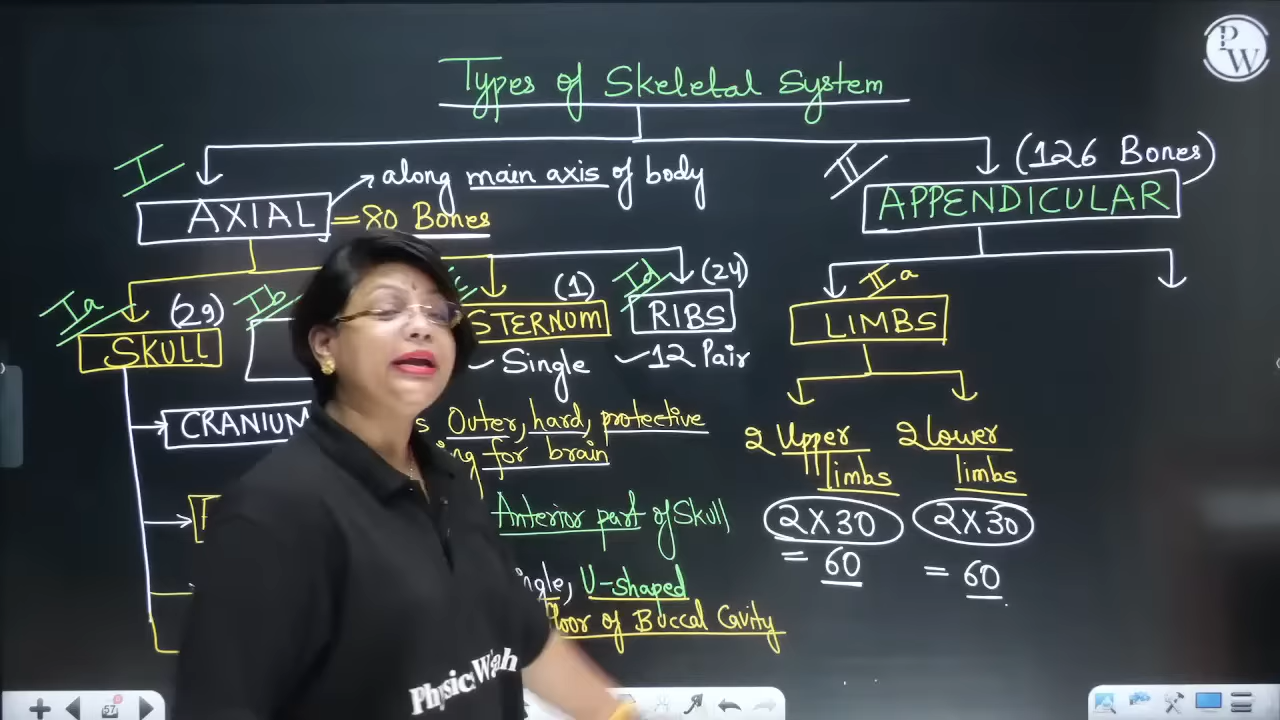 PW
Types of Skeletal System
I
along main axis of body
AXIAL = 80 Bones
II
(126 Bones)
APPENDICULAR
Ia
(29)
SKULL
Ib
(1)
STERNUM
Single
Id
(24)
RIBS
12 Pair
CRANIUM
Outer, hard, protective
for brain
Anterior part of Skull
U-shaped
of Buccal Cavity
IIa
LIMBS
2 Upper limbs
2 Lower limbs
2X30
= 60
2X30
= 60
57